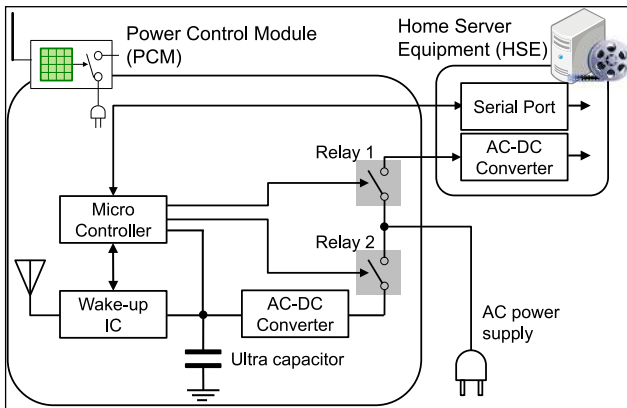 Power Control Module
(PCM)
Home Server
Equipment (HSE)
Serial Port
AC-DC
Converter
Relay 1
Micro
Controller
Relay 2
Wake-up
IC
AC-DC
Converter
AC power
supply
Ultra capacitor